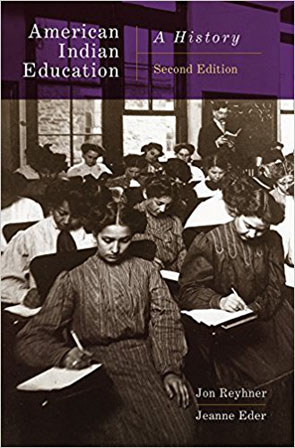 American
Indian
Education
A History
Second Edition
Jon Reyhner
Jeanne Eder